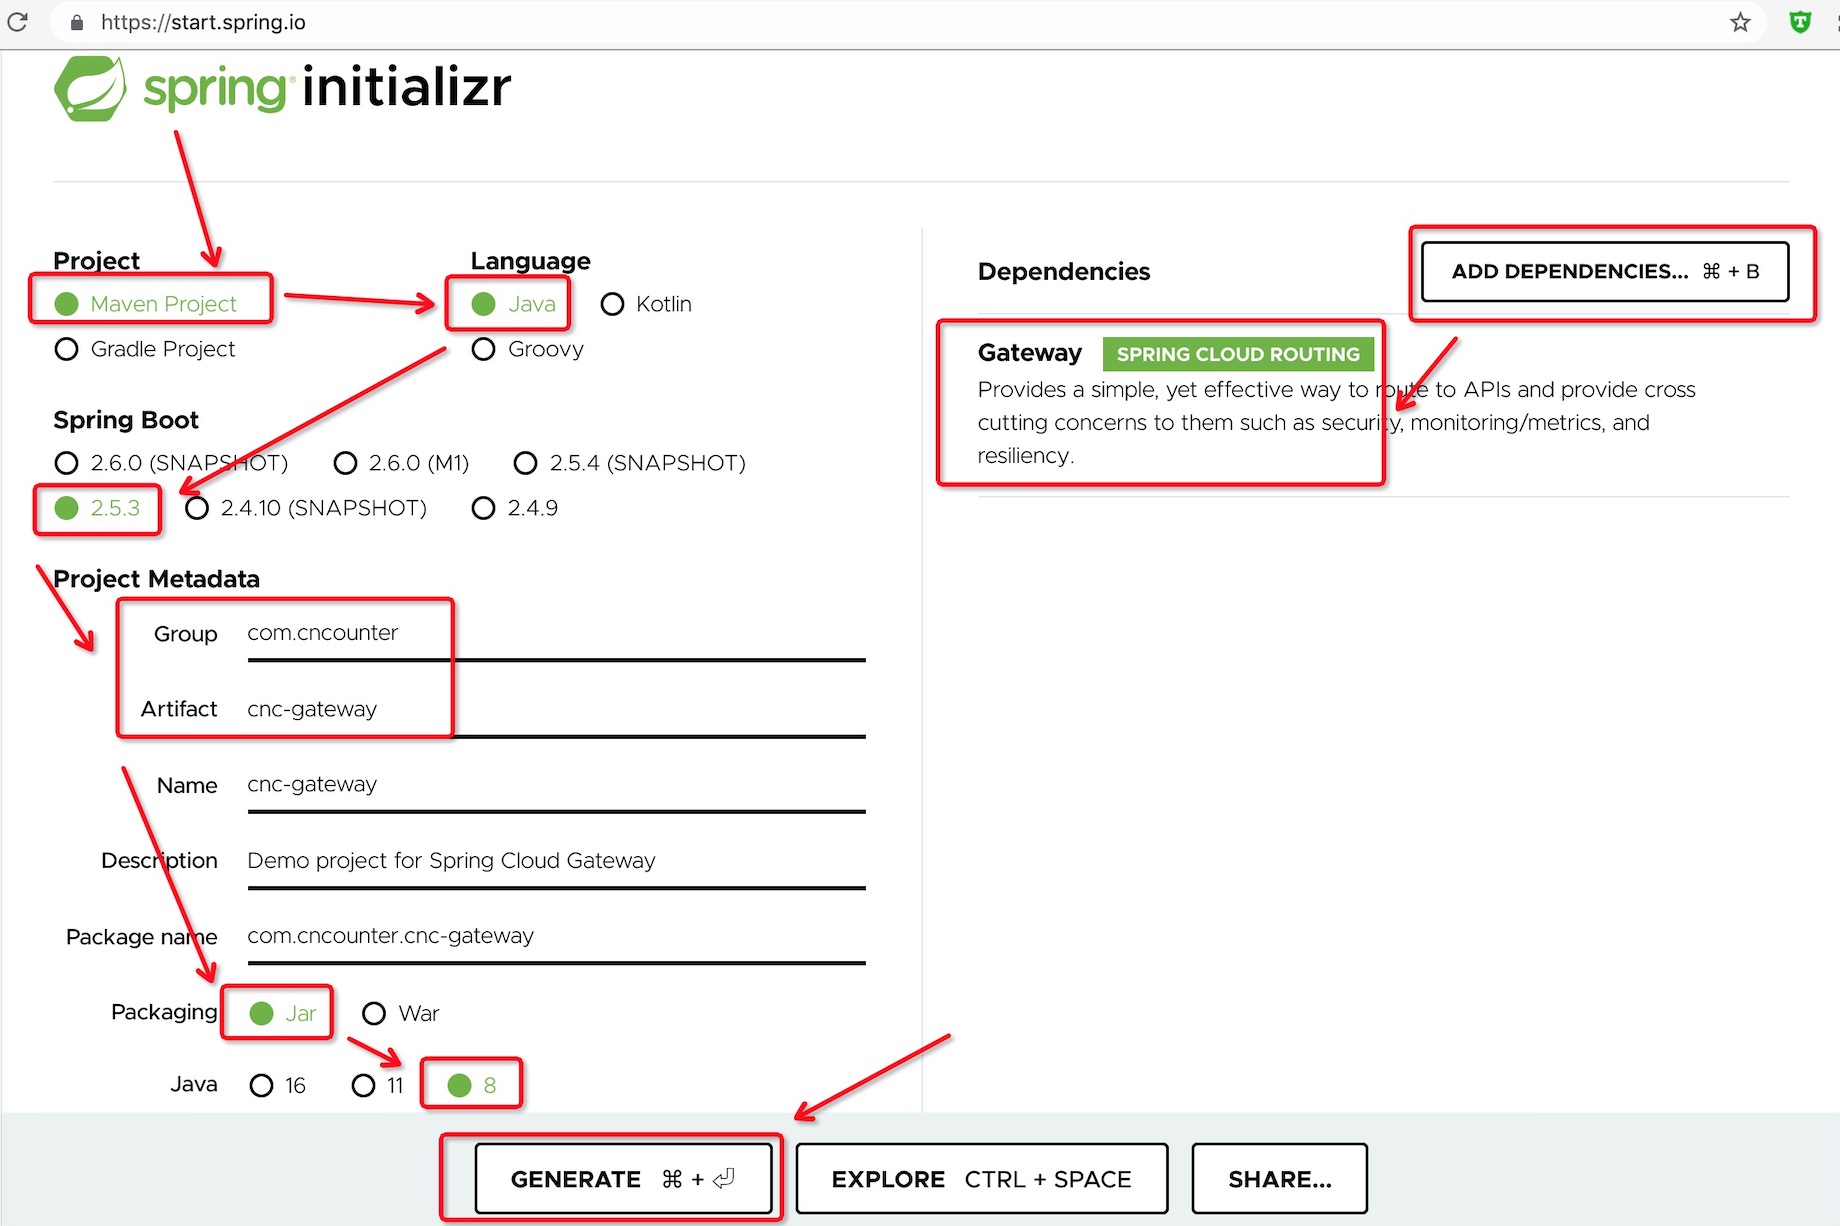 https://start.spring.io
spring initializr
Project
Maven Project
Gradle Project
Language
Java Kotlin
Groovy
Spring Boot
2.6.0 (SNAPSHOT) 2.6.0 (M1) 2.5.4 (SNAPSHOT)
2.5.3 2.4.10 (SNAPSHOT) 2.4.9
Project Metadata
Group com.cncounter
Artifact cnc-gateway
Name cnc-gateway
Description Demo project for Spring Cloud Gateway
Package name com.cncounter.cnc-gateway
Packaging Jar War
Java 16 11 8
Dependencies
ADD DEPENDENCIES... ⌘ + B
Gateway SPRING CLOUD ROUTING
Provides a simple, yet effective way to route to APIs and provide cross
cutting concerns to them such as security, monitoring/metrics, and
resiliency.
GENERATE ⌘ + ⏎
EXPLORE CTRL + SPACE
SHARE...